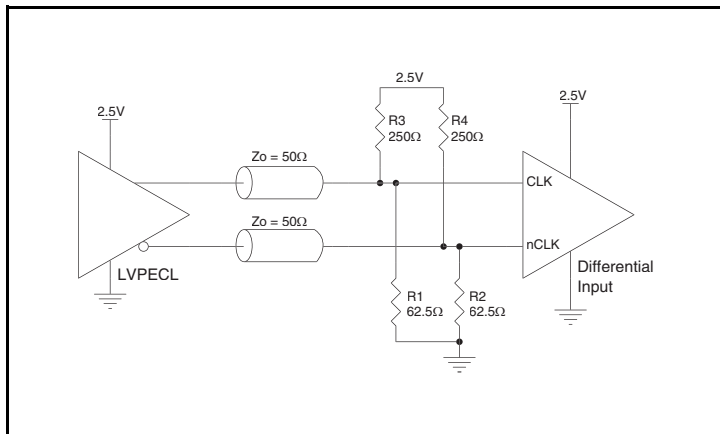 2.5V
2.5V
2.5V
R3
250Ω
R4
250Ω
Zo = 50Ω
CLK
Zo = 50Ω
nCLK
LVPECL
Differential
Input
R1
62.5Ω
R2
62.5Ω